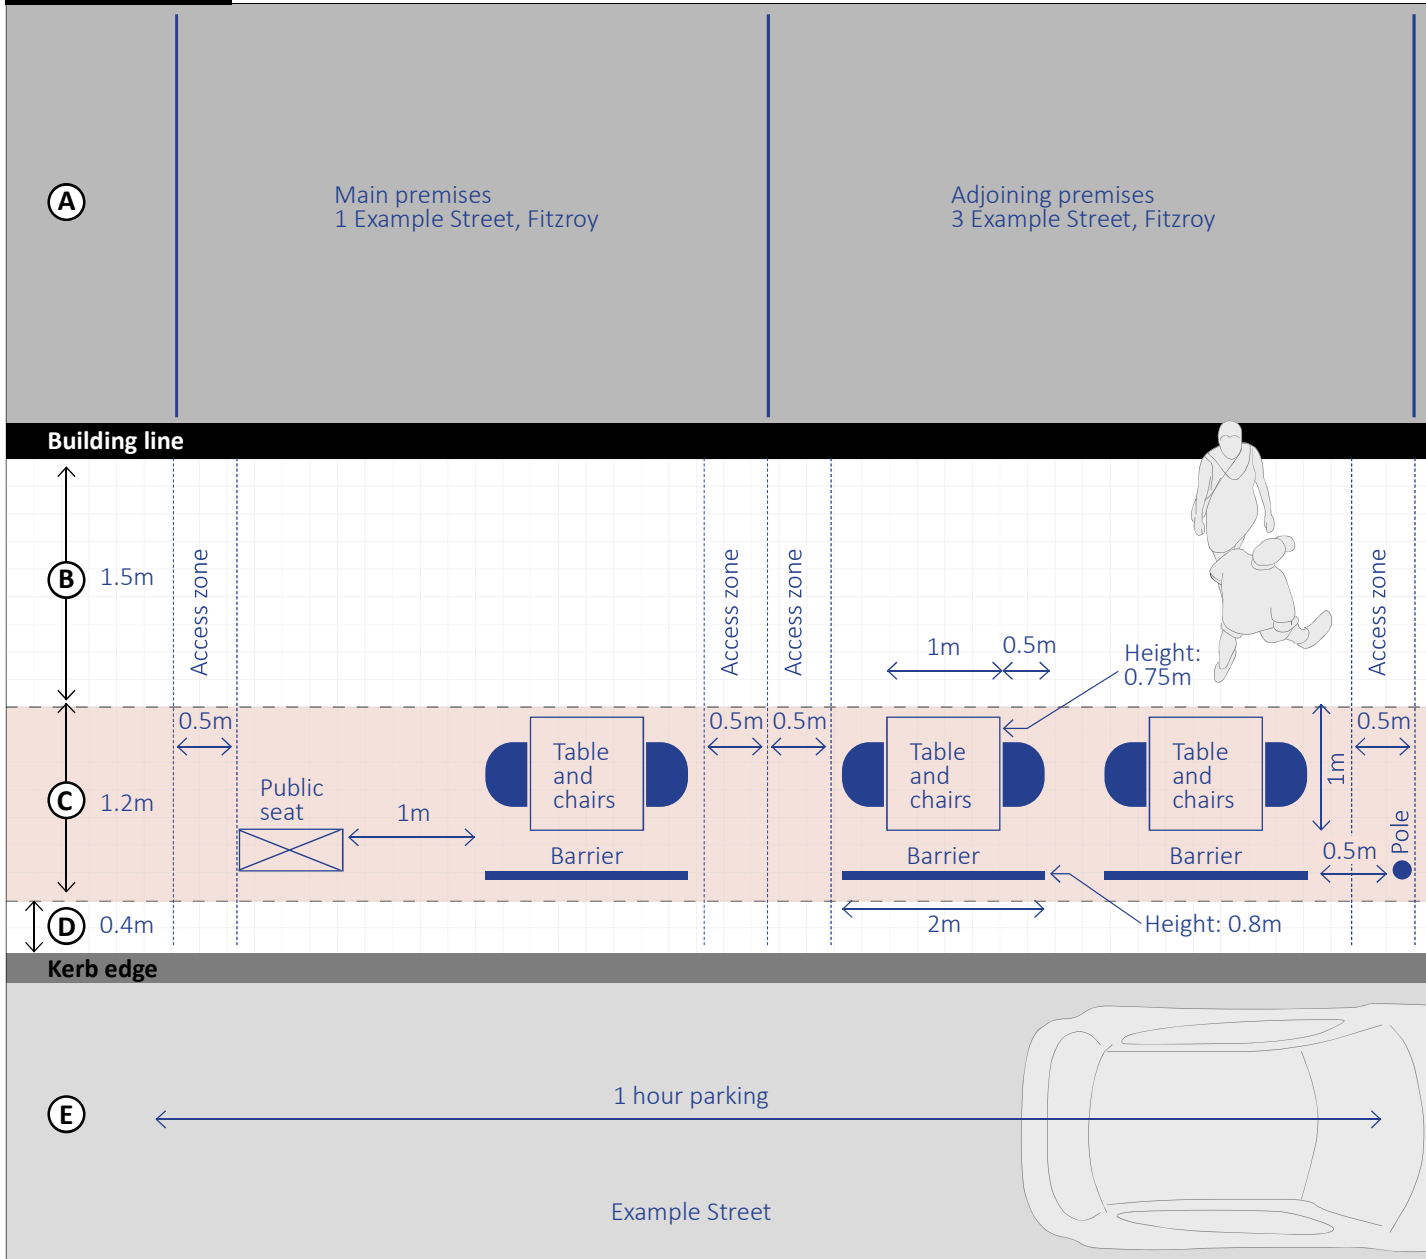 A
Main premises
1 Example Street, Fitzroy
Adjoining premises
3 Example Street, Fitzroy
Building line
B
1.5m
Access zone
Access zone
Access zone
Access zone
1m
0.5m
Height:
0.75m
0.5m
0.5m
0.5m
0.5m
C
1.2m
Public
seat
1m
Table
and
chairs
Table
and
chairs
Table
and
chairs
1m
Barrier
Barrier
Barrier
0.5m
Pole
D
0.4m
2m
Height: 0.8m
Kerb edge
E
1 hour parking
Example Street